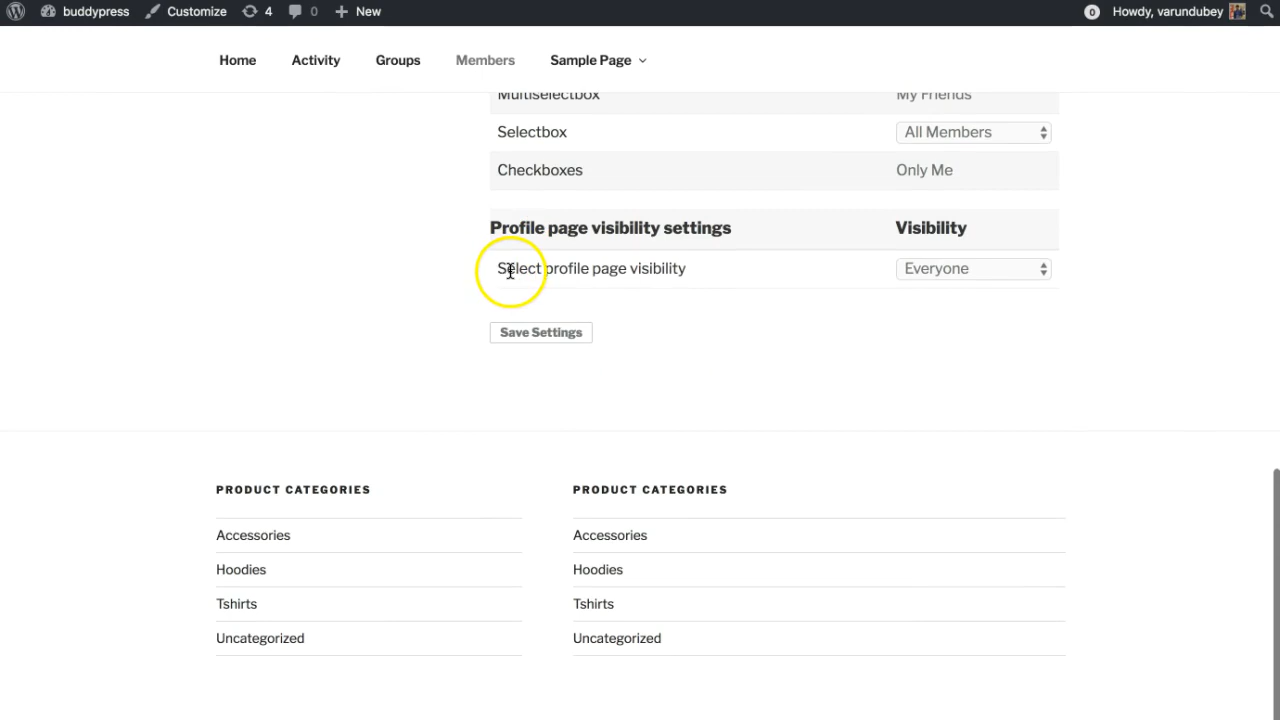 buddypress Customize 4 0 New 0 Howdy, varundubey
Home Activity Groups Members Sample Page
Multiselectbox My Friends
Selectbox All Members
Checkboxes Only Me
Profile page visibility settings Visibility
Select profile page visibility Everyone
Save Settings
PRODUCT CATEGORIES PRODUCT CATEGORIES
Accessories Accessories
Hoodies Hoodies
Tshirts Tshirts
Uncategorized Uncategorized